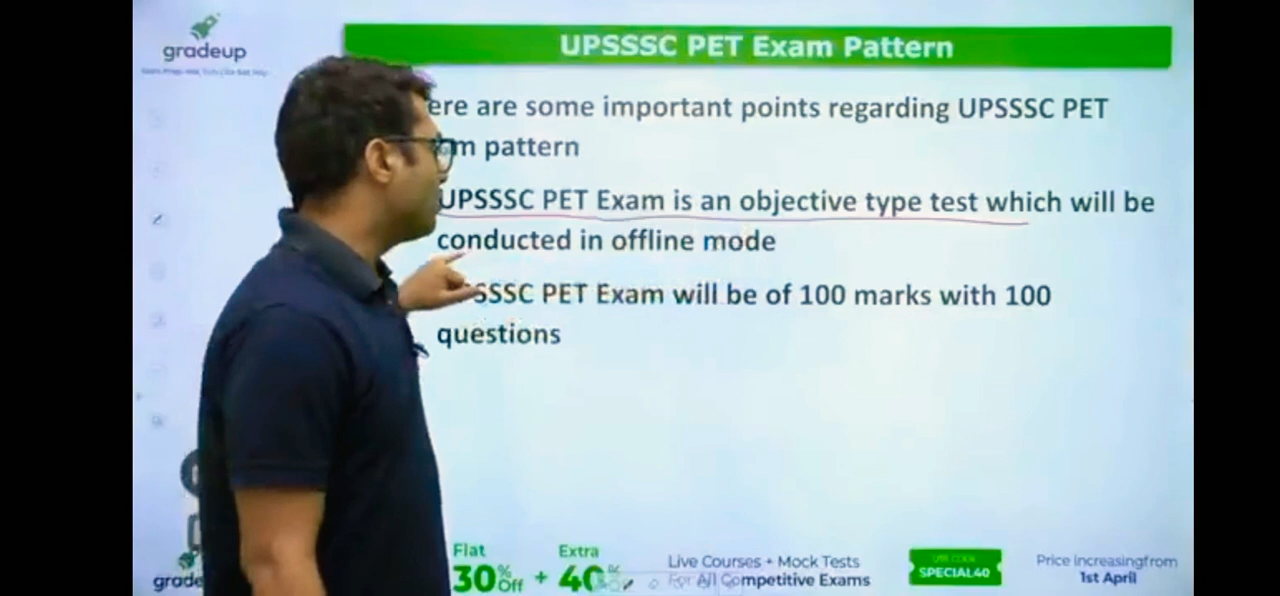 gradeup
UPSSSC PET Exam Pattern
ere are some important points regarding UPSSSC PET
m pattern
UPSSSC PET Exam is an objective type test which will be
conducted in offline mode
SSSC PET Exam will be of 100 marks with 100
questions
grade
Flat
30% Off
+
Extra
40%
Live Courses + Mock Tests
For All Competitive Exams
SPECIAL40
Price Increasingfrom
1st April